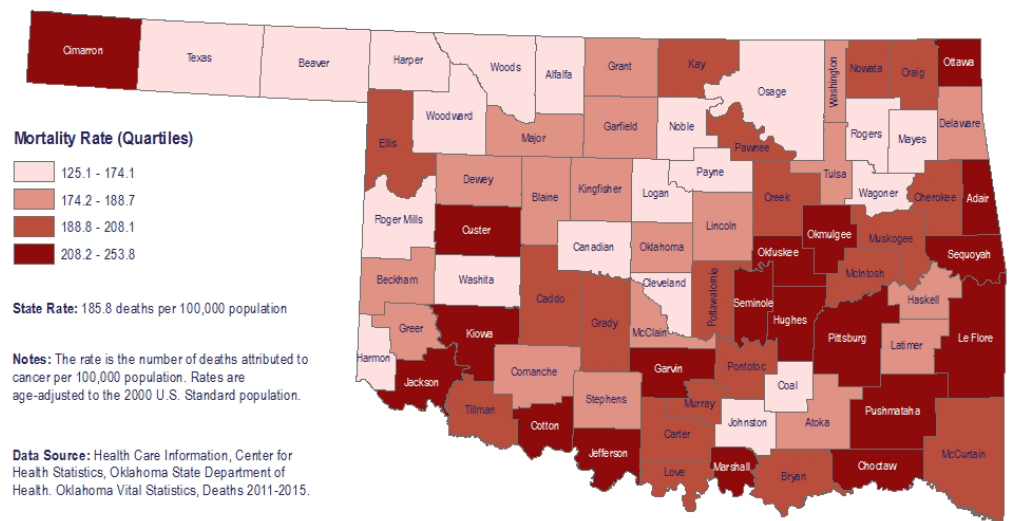 Cimarron
Texas
Beaver
Harper
Woods
Alfalfa
Grant
Kay
Osage
Washington
Nowata
Craig
Ottawa
Woodward
Major
Garfield
Noble
Pawnee
Rogers
Mayes
Delaware
Mortality Rate (Quartiles)
125.1 - 174.1
174.2 - 188.7
188.8 - 208.1
208.2 - 253.8
Ellis
Dewey
Blaine
Kingfisher
Logan
Payne
Creek
Tulsa
Wagoner
Cherokee
Adair
Roger Mills
Custer
Canadian
Oklahoma
Lincoln
Okfuskee
Okmulgee
Muskogee
Sequoyah
Beckham
Washita
Caddo
Grady
Cleveland
McClain
Pottawatomie
Seminole
Hughes
McIntosh
Haskell
State Rate: 185.8 deaths per 100,000 population
Greer
Kiowa
Pittsburg
Latimer
Le Flore
Notes: The rate is the number of deaths attributed to
cancer per 100,000 population. Rates are
age-adjusted to the 2000 U.S. Standard population.
Harmon
Jackson
Comanche
Garvin
Pontotoc
Coal
Tillman
Cotton
Stephens
Murray
Carter
Johnston
Atoka
Pushmataha
Jefferson
Love
Marshall
Bryan
Choctaw
McCurtain
Data Source: Health Care Information, Center for
Health Statistics, Oklahoma State Department of
Health. Oklahoma Vital Statistics, Deaths 2011-2015.